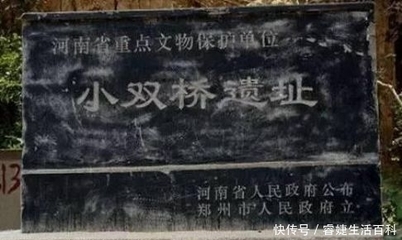 河南省重点文物保护单位
小双桥遗址
313
河南省人民政府公布
郑州市人民政府立
快传号/睿婕生活百科